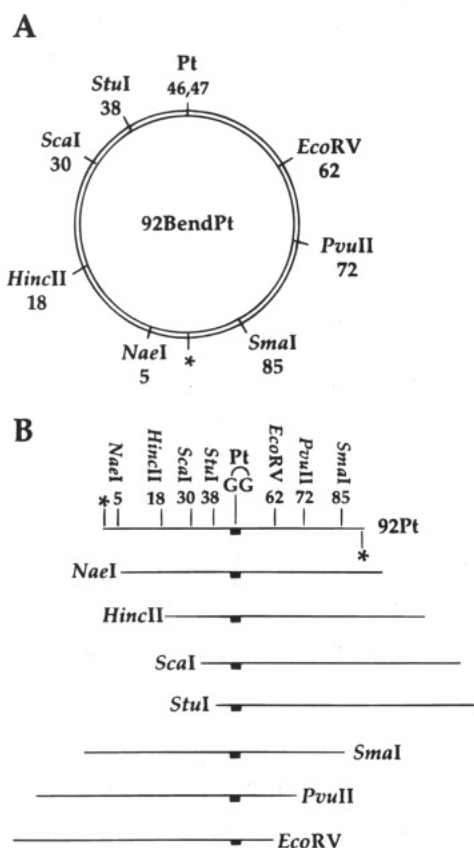 A
Pt
46,47
StuI
38
ScaI
30
EcoRV
62
92BendPt
PvuII
72
HincII
18
NaeI
5
*
SmaI
85
B
NaeI HincII ScaI StuI Pt EcoRV PvuII SmaI
GG
* 5 18 30 38 62 72 85
92Pt
*
NaeI
HincII
ScaI
StuI
SmaI
PvuII
EcoRV